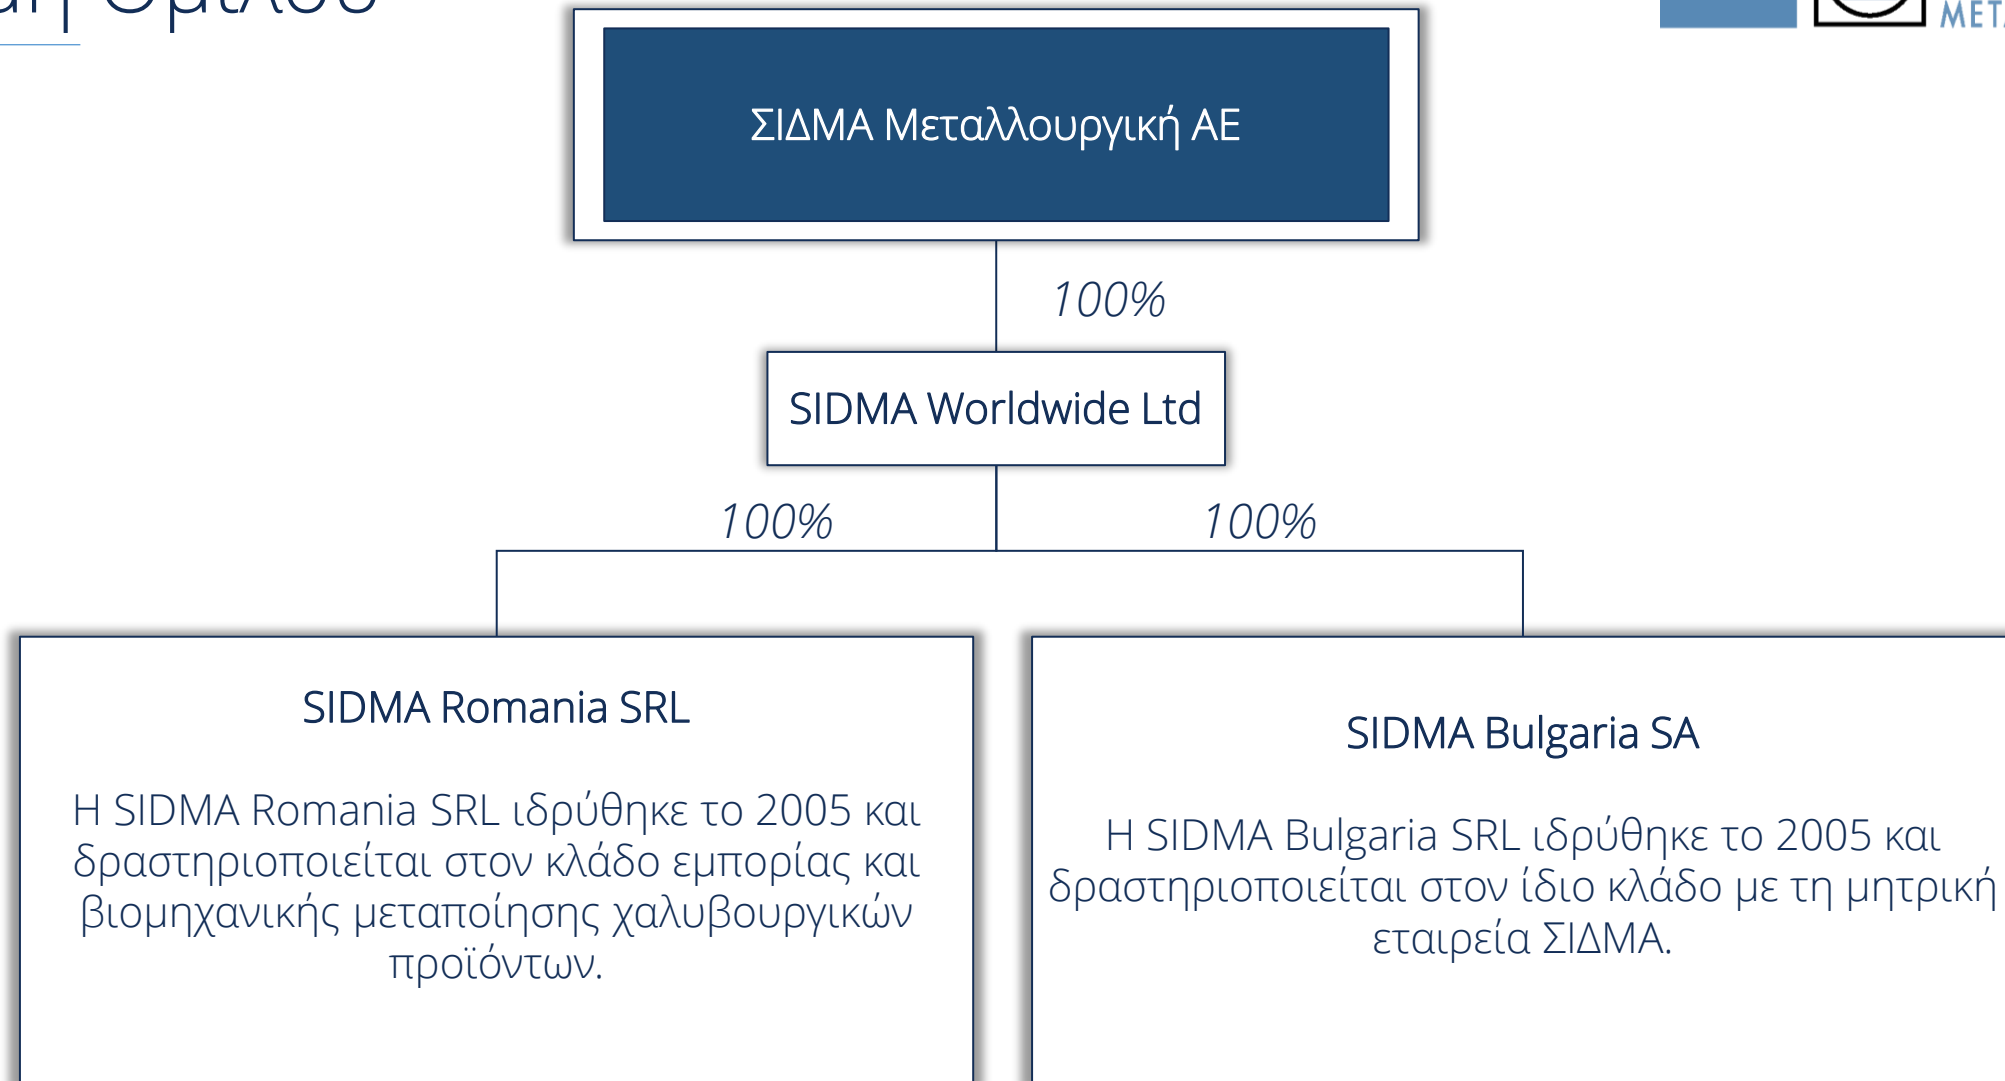 Ομίλου
ΣΙΔΜΑ Μεταλλουργική ΑΕ
100%
SIDMA Worldwide Ltd
100%
100%
SIDMA Romania SRL
Η SIDMA Romania SRL ιδρύθηκε το 2005 και
δραστηριοποιείται στον κλάδο εμπορίας και
βιομηχανικής μεταποίησης χαλυβουργικών
προϊόντων.
SIDMA Bulgaria SA
Η SIDMA Bulgaria SRL ιδρύθηκε το 2005 και
δραστηριοποιείται στον ίδιο κλάδο με τη μητρική
εταιρεία ΣΙΔΜΑ.